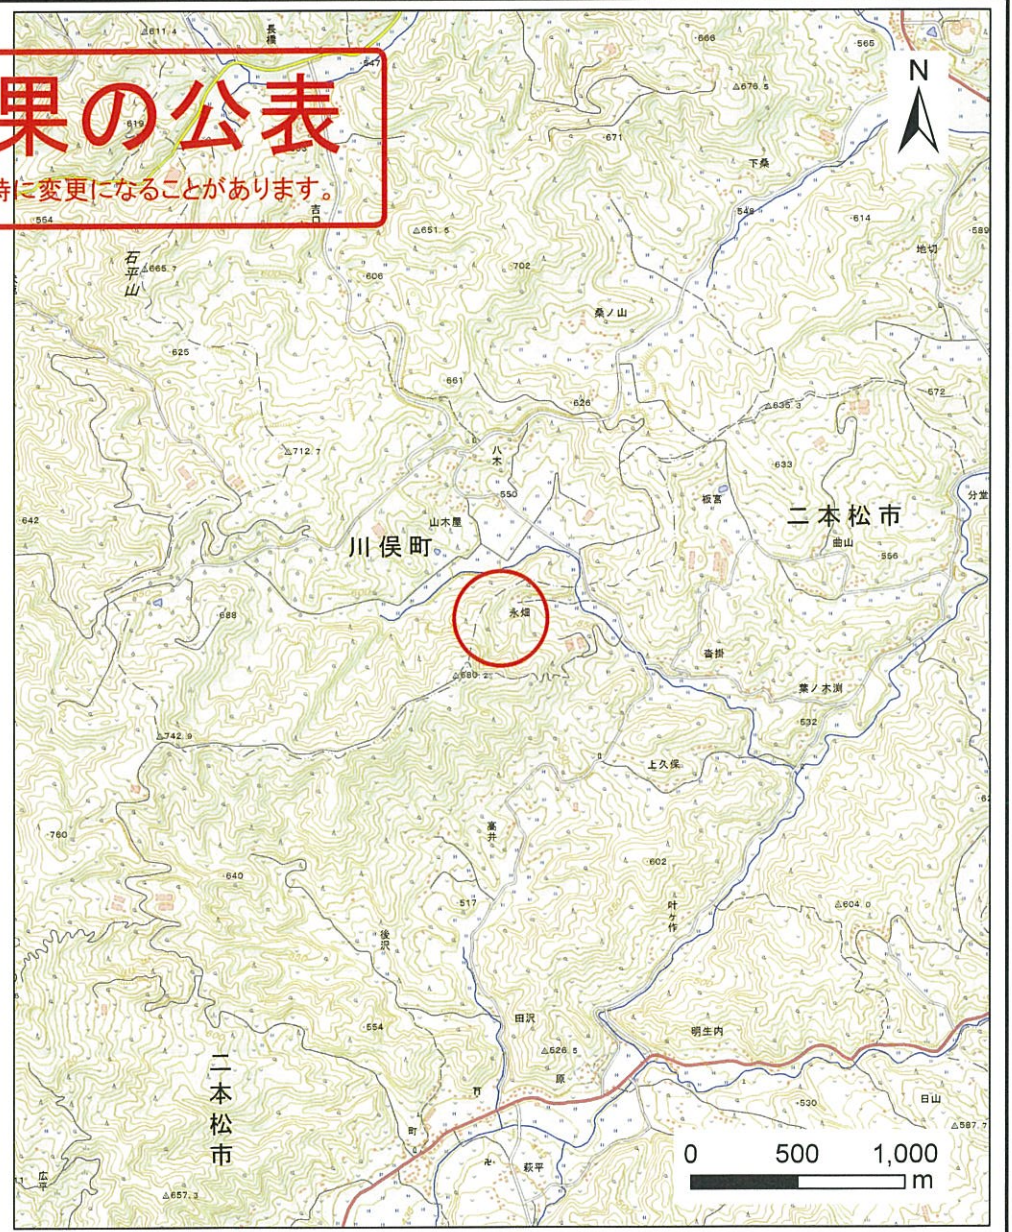 611.4
長橋
547
666
565
N
果の公表
△676.5
619
671
時に変更になることがあります。
下桑
548
554
吉口
614
589
△651.5
地切
石平山
△665.7
702
606
桑ノ山
625
661
626
572
△635.3
△712.7
八木
633
550
板宮
分堂
642
山木屋
二本松市
川俣町
曲山
556
688
永畑
沓掛
△680.2
葉ノ木渕
532
△742.9
上久保
高井
760
602
640
517
叶ヶ作
△604.0
後沢
田沢
554
明生内
△526.5
原
二本松市
530
日山
町
△587.7
萩平
0 500 1,000
m
広平
△657.3